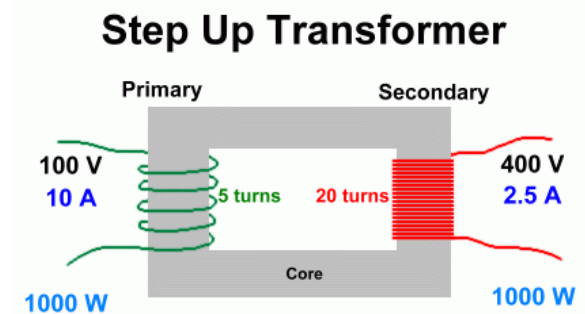 Step Up Transformer
Primary
Secondary
100 V
10 A
5 turns
20 turns
400 V
2.5 A
Core
1000 W
1000 W